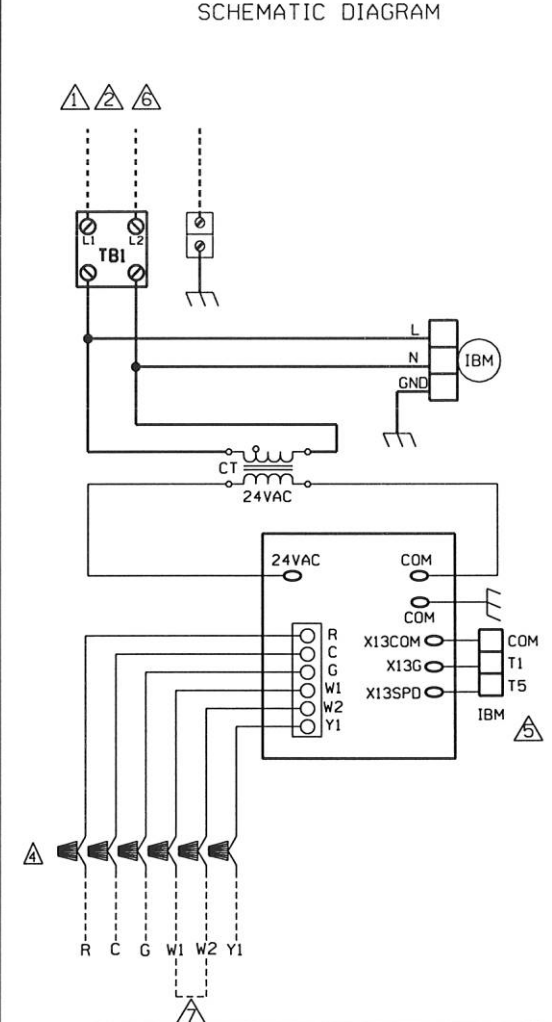 SCHEMATIC DIAGRAM
1 2 6
L1 L2
TB1
L
N
IBM
GND
CT
24VAC
24VAC COM
COM
R
C
G
W1
W2
Y1
X13COM COM
X13G T1
X13SPD T5
IBM
5
4
R C G W1 W2 Y1
7